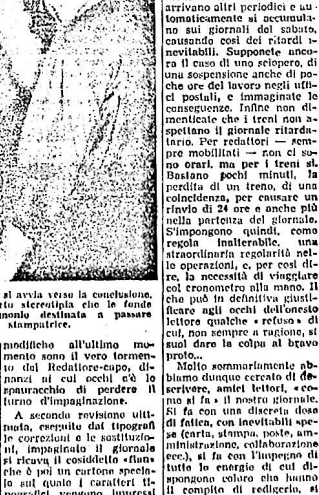 si avvia verso la conclusione,
stereotipia che le fonde
destinata a passare
stampatrice.
modifiche all'ultimo mo-
mento sono il vero tormento
del Redattore-capo, di-
nanzi ai cui occhi c'è lo
spauracchio di perdere il
turno d'impaginazione.
A seconda revisione ulti-
mata, eseguite dai tipografi
le correzioni o le sostituzio-
ni, impaginato il giornale
si ricava il cosiddetto «flan»
che è poi un cartone specia-
le sul quale i caratteri ti-
pografici vengono impressi
arrivano altri periodici e au-
tomaticamente si accumula-
no sui giornali del sabato,
causando così dei ritardi i-
nevitabili. Supponete anco-
ra il caso di uno sciopero, di
una sospensione anche di po-
che ore del lavoro negli uffi-
ci postali, e immaginate le
conseguenze. Infine non di-
menticate che i treni non a-
spettano il giornale ritarda-
tario. Per redattori — sem-
pre mobilitati — non ci so-
no orari, ma per i treni sì.
Bastano pochi minuti, la
perdita di un treno, di una
coincidenza, per causare un
rinvio di 24 ore e anche più
nella partenza del giornale.
S'impongono quindi, come
regola inalterabile, una
straordinaria regolarità nel-
le operazioni, e, per così di-
re, la necessità di viaggiare
col cronometro alla mano. Il
che può in definitiva giusti-
ficare agli occhi dell'onesto
lettore qualche «refuso» di
cui, non sempre a ragione, si
suol dare la colpa al bravo
proto...
Molto sommariamente ab-
biamo dunque cercato di de-
scrivere, amici lettori, «co-
me si fa» il nostro giornale.
Si fa con una discreta dose
di fatica, con inevitabili spe-
se (carta, stampa, poste, am-
ministrazione, collaborazione
ecc.), si fa con l'impegno di
tutte le energie di cui di-
spongono coloro che hanno
il compito di redigerlo, si